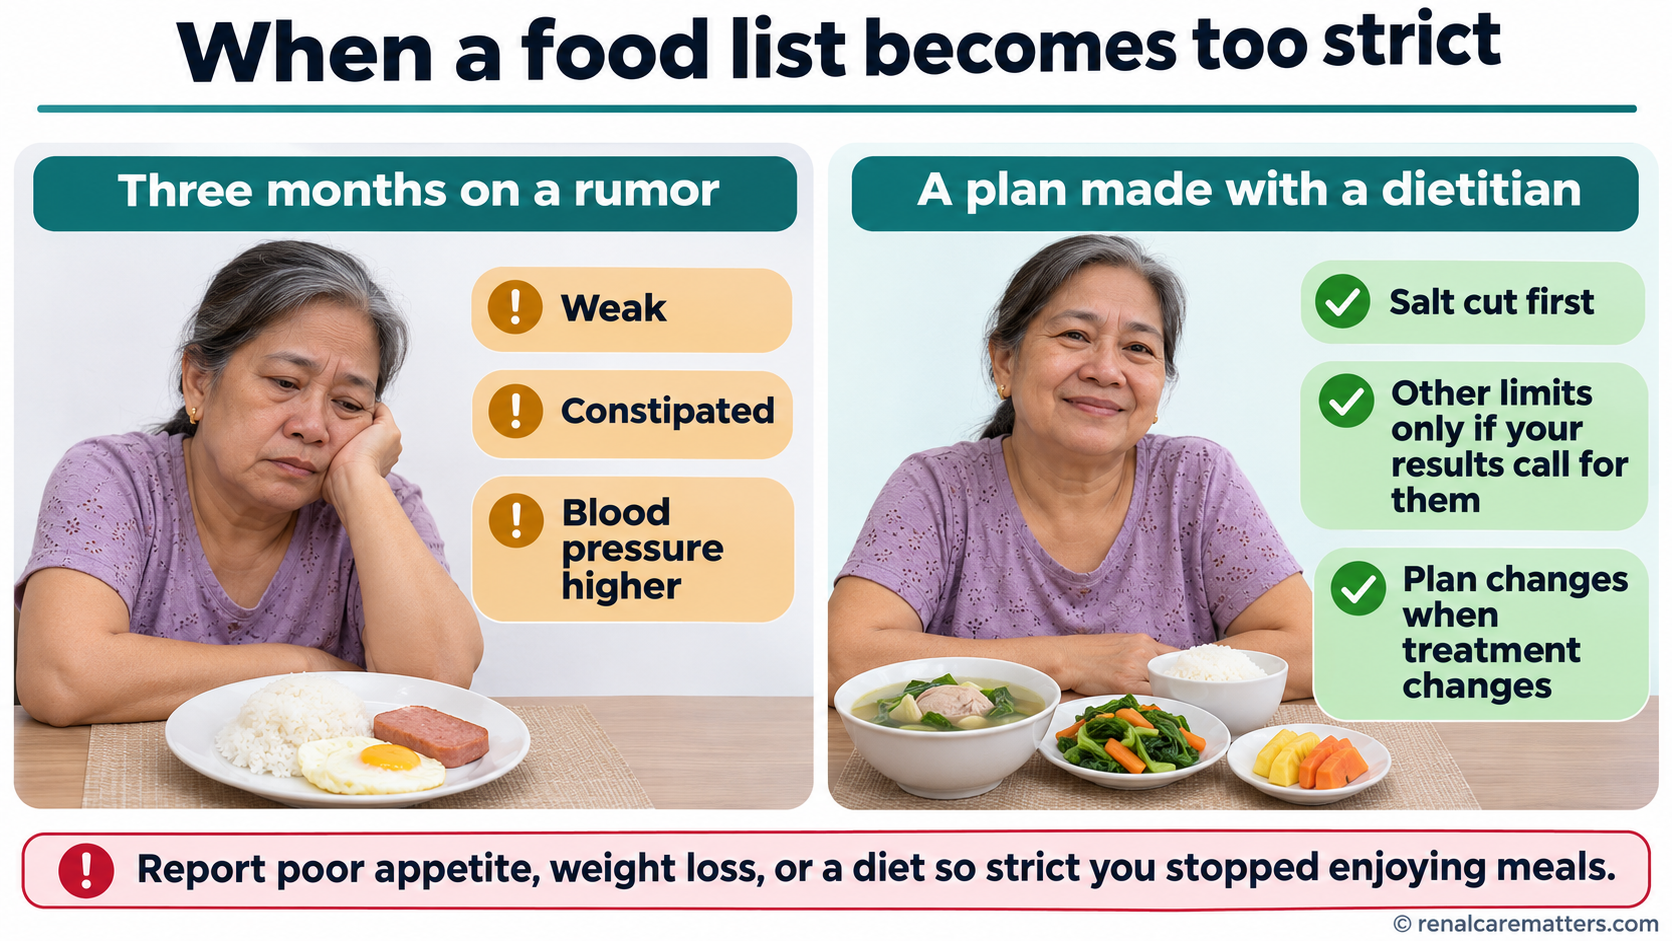 When a food list becomes too strict
Three months on a rumor
Weak
Constipated
Blood
pressure
higher
A plan made with a dietitian
Salt cut first
Other limits
only if your
results call for
them
Plan changes
when
treatment
changes
Report poor appetite, weight loss, or a diet so strict you stopped enjoying meals.
© renalcarematters.com